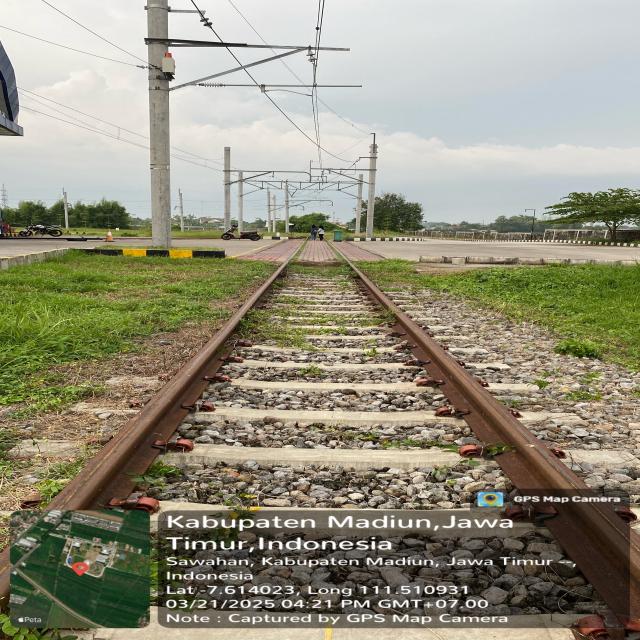 GPS Map Camera
Kabupaten Madiun,Jawa
Timur,Indonesia
Sawahan, Kabupaten Madiun, Jawa Timur –,
Indonesia
Lat -7.614023, Long 111.510931
03/21/2025 04:21 PM GMT+07.00
Note : Captured by GPS Map Camera
Peta